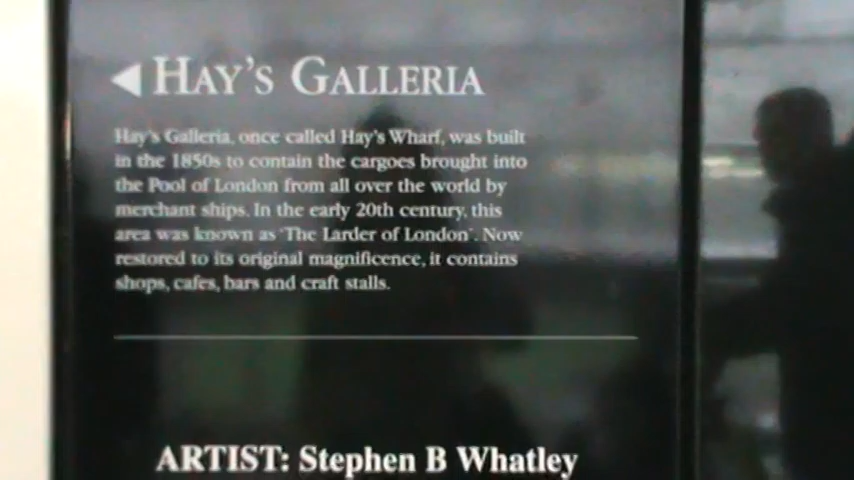 HAY'S GALLERIA
Hay's Galleria, once called Hay's Wharf, was built
in the 1850s to contain the cargoes brought into
the Pool of London from all over the world by
merchant ships. In the early 20th century, this
area was known as 'The Larder of London'. Now
restored to its original magnificence, it contains
shops, cafes, bars and craft stalls.
ARTIST: Stephen B Whatley